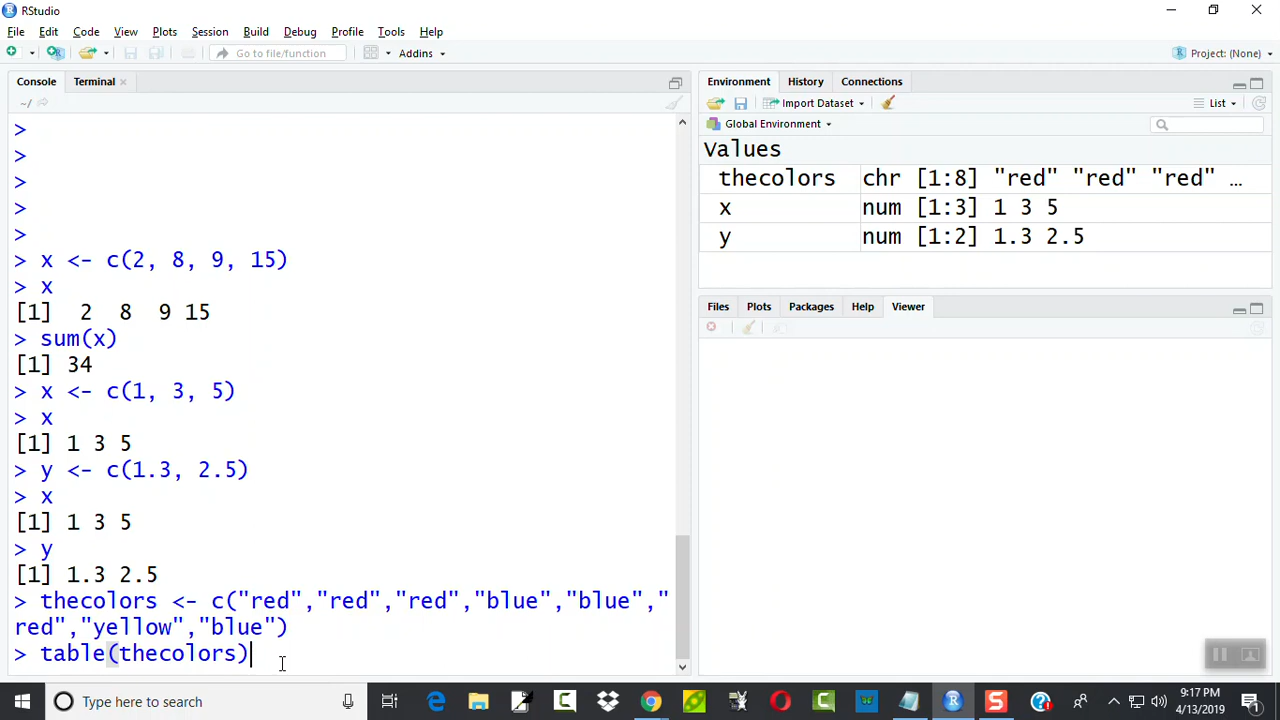 RStudio
File Edit Code View Plots Session Build Debug Profile Tools Help
Go to file/function Addins Project: (None)
Console Terminal
~/
>
>
>
>
>
> x <- c(2, 8, 9, 15)
> x
[1]  2  8  9 15
> sum(x)
[1] 34
> x <- c(1, 3, 5)
> x
[1] 1 3 5
> y <- c(1.3, 2.5)
> x
[1] 1 3 5
> y
[1] 1.3 2.5
> thecolors <- c("red","red","red","blue","blue","
red","yellow","blue")
> table(thecolors)
Environment History Connections
Import Dataset List
Global Environment
Values
thecolors chr [1:8] "red" "red" "red" …
x num [1:3] 1 3 5
y num [1:2] 1.3 2.5
Files Plots Packages Help Viewer
Type here to search
9:17 PM
4/13/2019